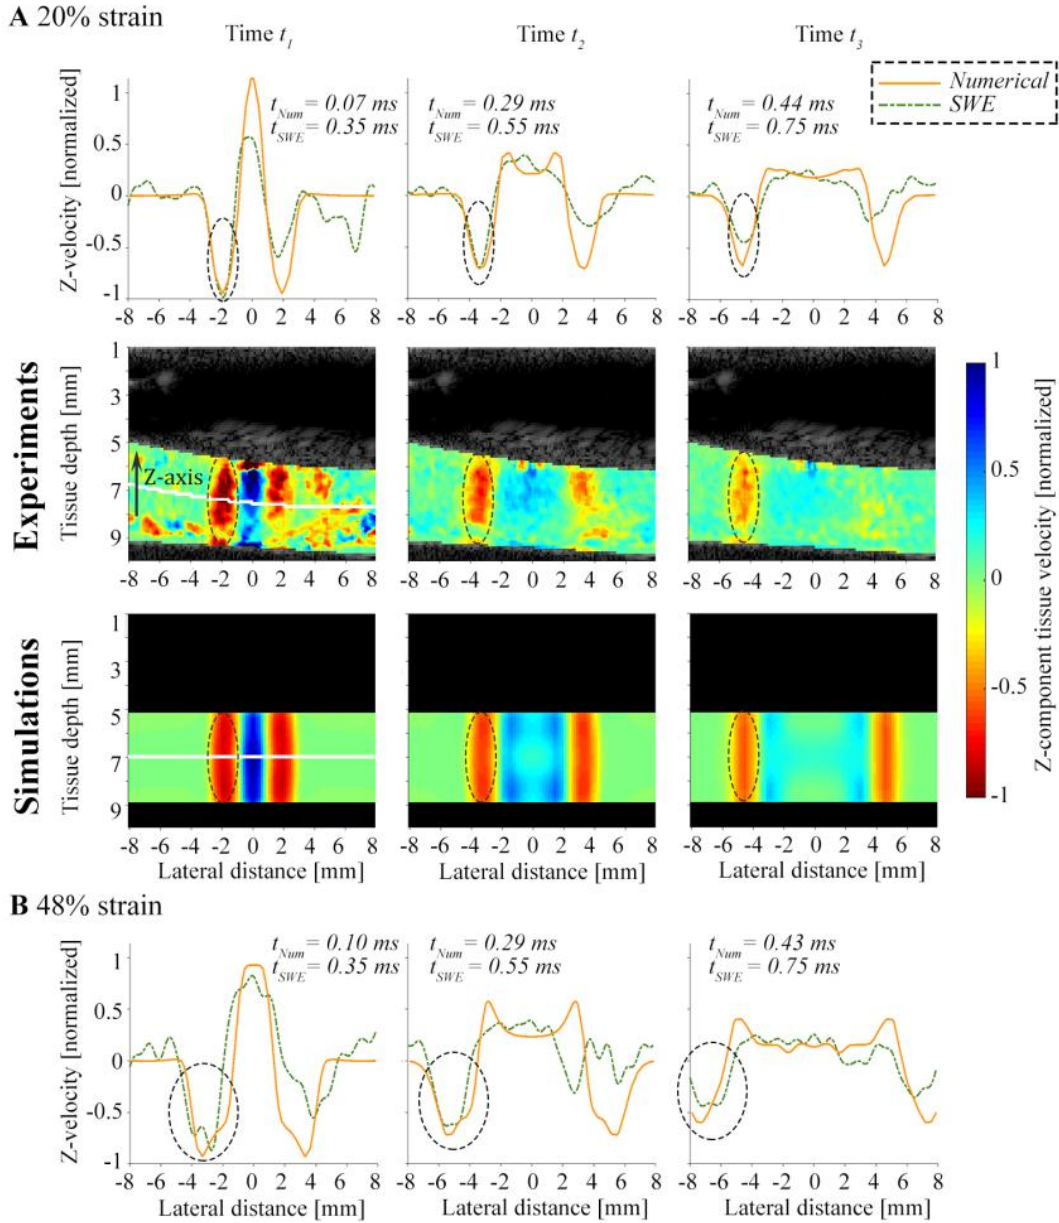 A 20% strain
Time t1
Time t2
Time t3
Numerical
SWE
Z-velocity [normalized]
1
0.5
0
-0.5
-1
tNum = 0.07 ms
tSWE = 0.35 ms
tNum = 0.29 ms
tSWE = 0.55 ms
tNum = 0.44 ms
tSWE = 0.75 ms
-8 -6 -4 -2 0 2 4 6 8
-8 -6 -4 -2 0 2 4 6 8
-8 -6 -4 -2 0 2 4 6 8
Experiments
Tissue depth [mm]
1
3
5
7
9
Z-axis
-8 -6 -4 -2 0 2 4 6 8
-8 -6 -4 -2 0 2 4 6 8
-8 -6 -4 -2 0 2 4 6 8
Simulations
Tissue depth [mm]
1
3
5
7
9
-8 -6 -4 -2 0 2 4 6 8
-8 -6 -4 -2 0 2 4 6 8
-8 -6 -4 -2 0 2 4 6 8
Lateral distance [mm]
Lateral distance [mm]
Lateral distance [mm]
1
0.5
0
-0.5
-1
Z-component tissue velocity [normalized]
B 48% strain
Z-velocity [normalized]
1
0.5
0
-0.5
-1
tNum = 0.10 ms
tSWE = 0.35 ms
tNum = 0.29 ms
tSWE = 0.55 ms
tNum = 0.43 ms
tSWE = 0.75 ms
-8 -6 -4 -2 0 2 4 6 8
-8 -6 -4 -2 0 2 4 6 8
-8 -6 -4 -2 0 2 4 6 8
Lateral distance [mm]
Lateral distance [mm]
Lateral distance [mm]